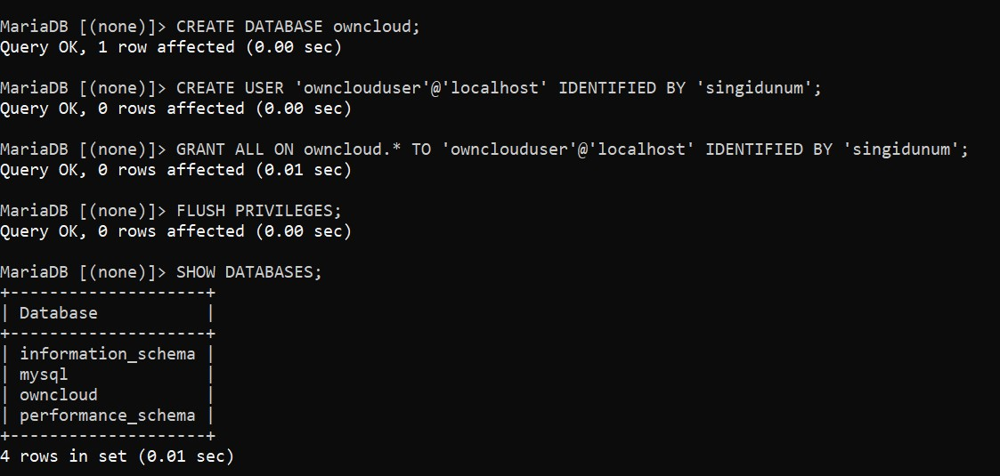 MariaDB [(none)]> CREATE DATABASE owncloud;
Query OK, 1 row affected (0.00 sec)
MariaDB [(none)]> CREATE USER 'ownclouduser'@'localhost' IDENTIFIED BY 'singidunum';
Query OK, 0 rows affected (0.00 sec)
MariaDB [(none)]> GRANT ALL ON owncloud.* TO 'ownclouduser'@'localhost' IDENTIFIED BY 'singidunum';
Query OK, 0 rows affected (0.01 sec)
MariaDB [(none)]> FLUSH PRIVILEGES;
Query OK, 0 rows affected (0.00 sec)
MariaDB [(none)]> SHOW DATABASES;
+--------------------+
| Database           |
+--------------------+
| information_schema |
| mysql              |
| owncloud           |
| performance_schema |
+--------------------+
4 rows in set (0.01 sec)